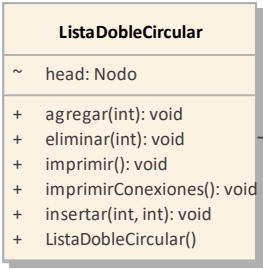 ListaDobleCircular
~ head: Nodo
+ agregar(int): void
+ eliminar(int): void
+ imprimir(): void
+ imprimirConexiones(): void
+ insertar(int, int): void
+ ListaDobleCircular()